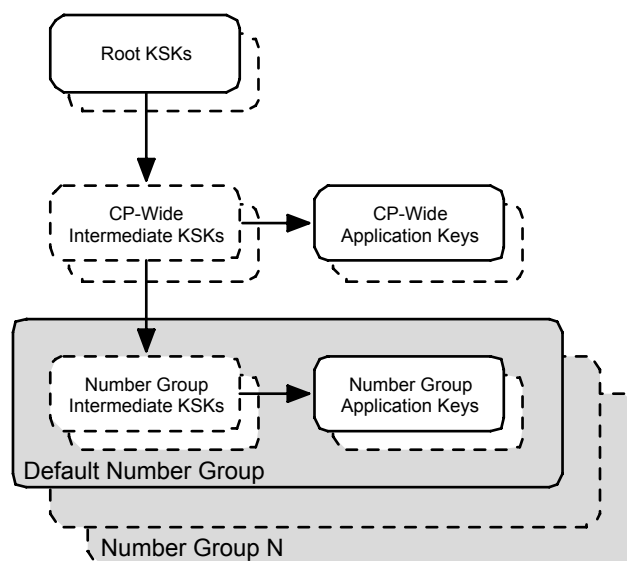 Root KSKs
CP-Wide
Intermediate KSKs
CP-Wide
Application Keys
Number Group
Intermediate KSKs
Number Group
Application Keys
Default Number Group
Number Group N